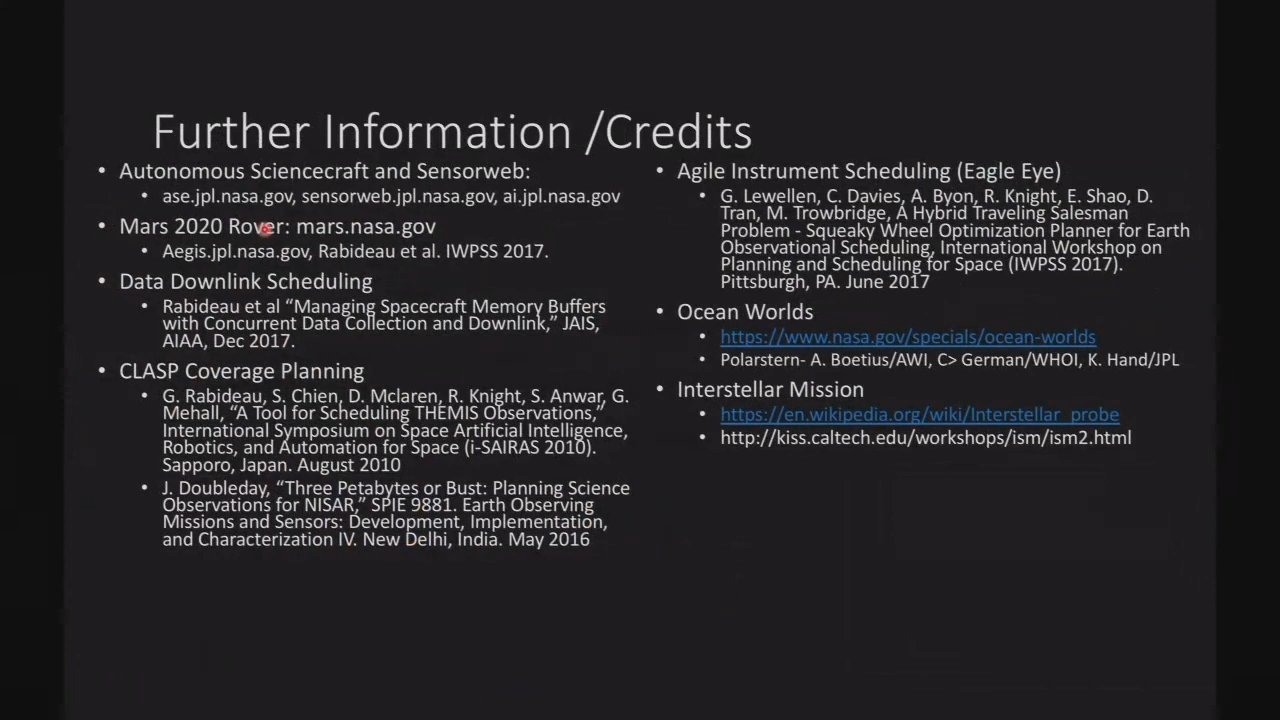 Further Information /Credits
• Autonomous Sciencecraft and Sensorweb:
• ase.jpl.nasa.gov, sensorweb.jpl.nasa.gov, ai.jpl.nasa.gov
• Mars 2020 Rover: mars.nasa.gov
• Aegis.jpl.nasa.gov, Rabideau et al. IWPSS 2017.
• Data Downlink Scheduling
• Rabideau et al “Managing Spacecraft Memory Buffers
with Concurrent Data Collection and Downlink,” JAIS,
AIAA, Dec 2017.
• CLASP Coverage Planning
• G. Rabideau, S. Chien, D. Mclaren, R. Knight, S. Anwar, G.
Mehall, “A Tool for Scheduling THEMIS Observations,”
International Symposium on Space Artificial Intelligence,
Robotics, and Automation for Space (i-SAIRAS 2010).
Sapporo, Japan. August 2010
• J. Doubleday, “Three Petabytes or Bust: Planning Science
Observations for NISAR,” SPIE 9881. Earth Observing
Missions and Sensors: Development, Implementation,
and Characterization IV. New Delhi, India. May 2016
• Agile Instrument Scheduling (Eagle Eye)
• G. Lewellen, C. Davies, A. Byon, R. Knight, E. Shao, D.
Tran, M. Trowbridge, A Hybrid Traveling Salesman
Problem - Squeaky Wheel Optimization Planner for Earth
Observational Scheduling, International Workshop on
Planning and Scheduling for Space (IWPSS 2017).
Pittsburgh, PA. June 2017
• Ocean Worlds
• https://www.nasa.gov/specials/ocean-worlds
• Polarstern- A. Boetius/AWI, C> German/WHOI, K. Hand/JPL
• Interstellar Mission
• https://en.wikipedia.org/wiki/Interstellar_probe
• http://kiss.caltech.edu/workshops/ism/ism2.html